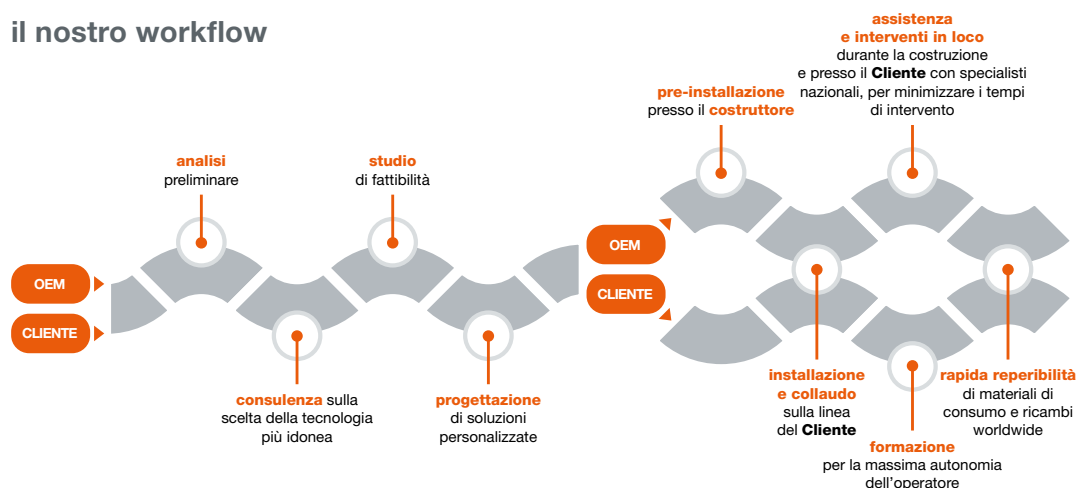 il nostro workflow
OEM
CLIENTE
analisi
preliminare
consulenza sulla
scelta della tecnologia
più idonea
studio
di fattibilità
progettazione
di soluzioni
personalizzate
OEM
CLIENTE
pre-installazione
presso il costruttore
installazione
e collaudo
sulla linea
del Cliente
assistenza
e interventi in loco
durante la costruzione
e presso il Cliente con specialisti
nazionali, per minimizzare i tempi
di intervento
formazione
per la massima autonomia
dell'operatore
rapida reperibilità
di materiali di
consumo e ricambi
worldwide